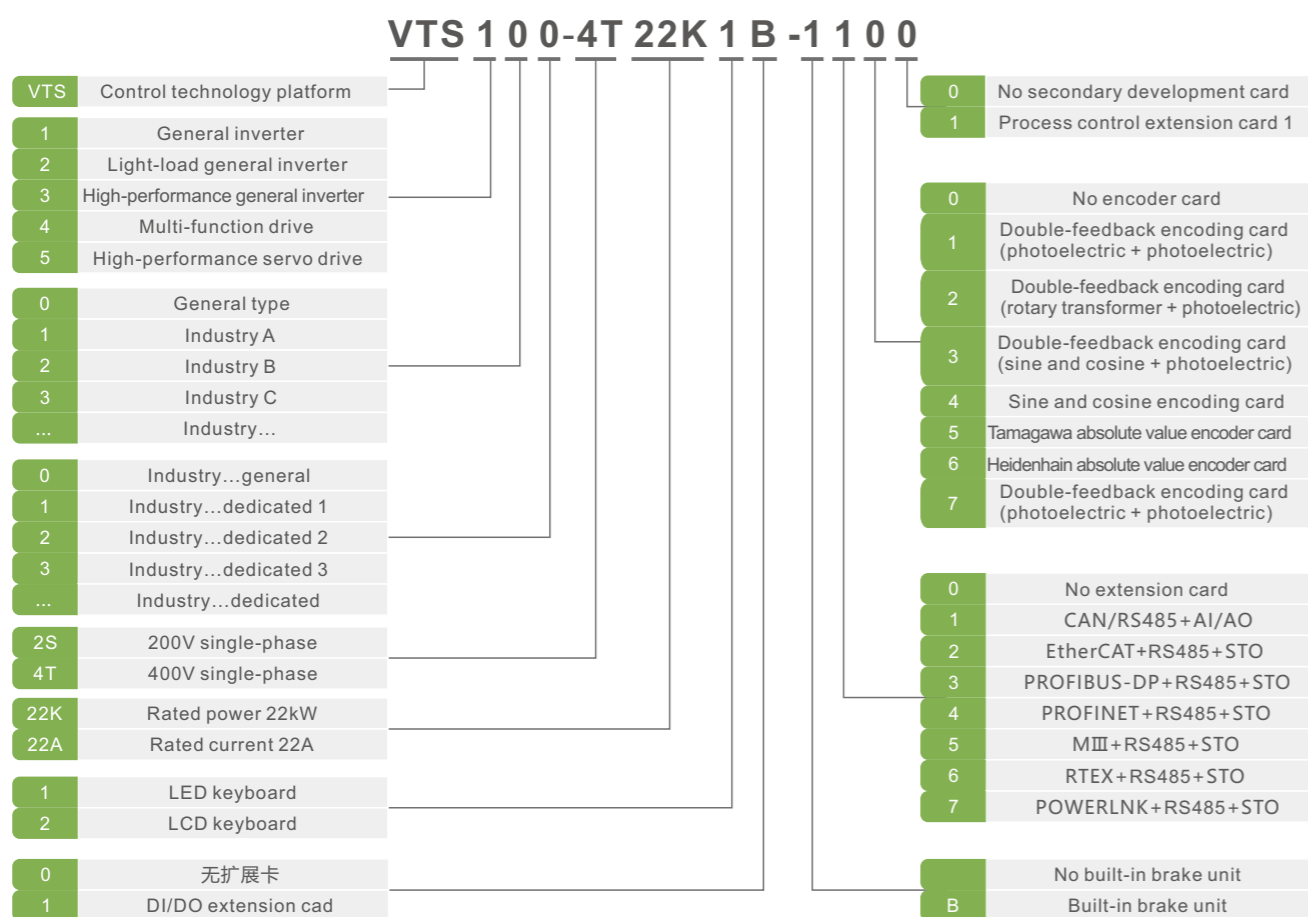 VTS 1 0 0-4T 22K 1 B -1 1 0 0
VTS Control technology platform
1 General inverter
2 Light-load general inverter
3 High-performance general inverter
4 Multi-function drive
5 High-performance servo drive
0 General type
1 Industry A
2 Industry B
3 Industry C
... Industry...
0 Industry...general
1 Industry...dedicated 1
2 Industry...dedicated 2
3 Industry...dedicated 3
... Industry...dedicated
2S 200V single-phase
4T 400V single-phase
22K Rated power 22kW
22A Rated current 22A
1 LED keyboard
2 LCD keyboard
0 无扩展卡
1 DI/DO extension cad
0 No secondary development card
1 Process control extension card 1
0 No encoder card
1 Double-feedback encoding card
(photoelectric + photoelectric)
2 Double-feedback encoding card
(rotary transformer + photoelectric)
3 Double-feedback encoding card
(sine and cosine + photoelectric)
4 Sine and cosine encoding card
5 Tamagawa absolute value encoder card
6 Heidenhain absolute value encoder card
7 Double-feedback encoding card
(photoelectric + photoelectric)
0 No extension card
1 CAN/RS485+AI/AO
2 EtherCAT+RS485+STO
3 PROFIBUS-DP+RS485+STO
4 PROFINET+RS485+STO
5 MⅢ+RS485+STO
6 RTEX+RS485+STO
7 POWERLNK+RS485+STO
No built-in brake unit
B Built-in brake unit